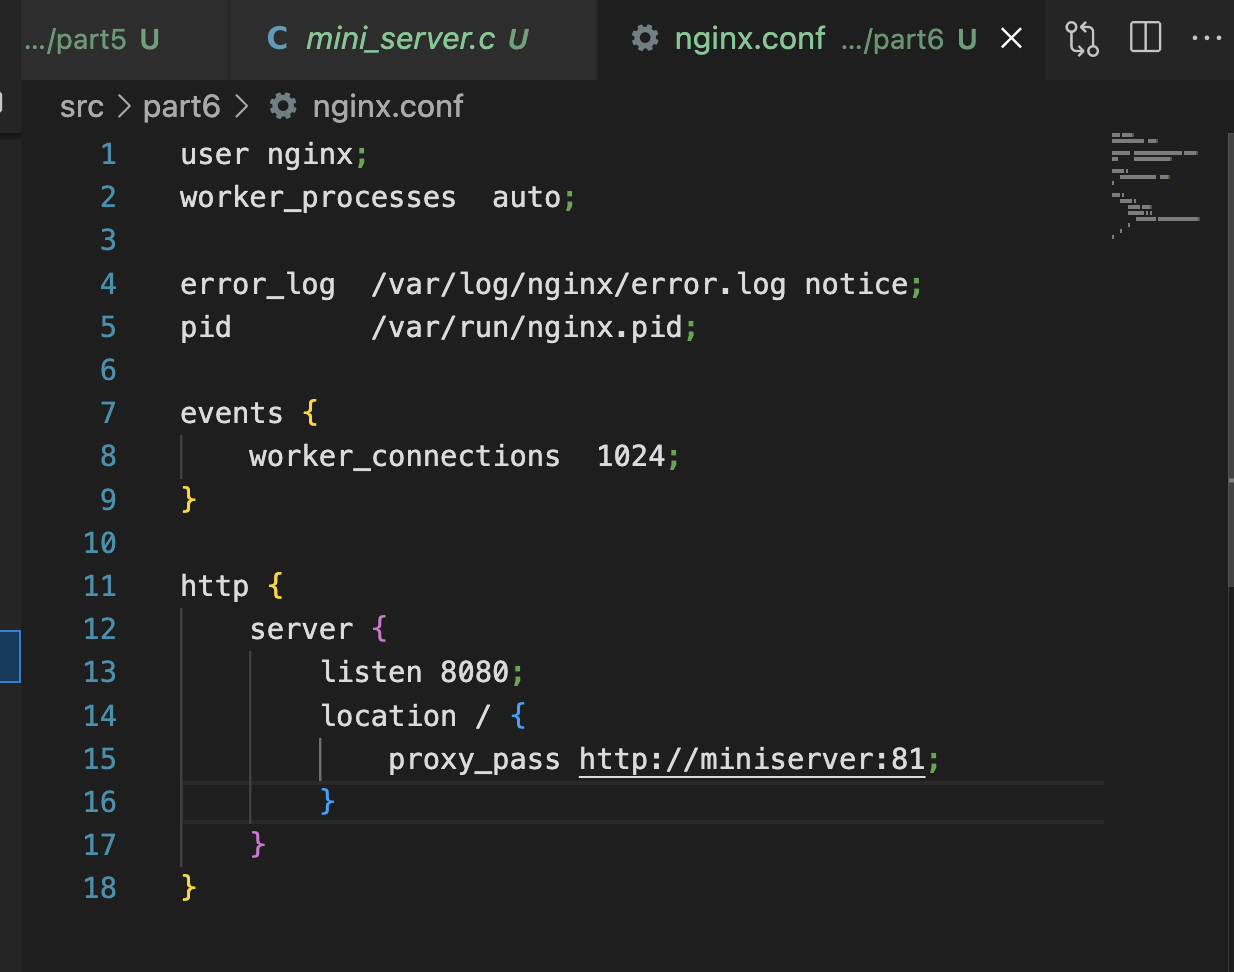 .../part5 U
C mini_server.c U
nginx.conf .../part6 U
src > part6 > nginx.conf
1 user nginx;
2 worker_processes  auto;
3
4 error_log  /var/log/nginx/error.log notice;
5 pid        /var/run/nginx.pid;
6
7 events {
8     worker_connections  1024;
9 }
10
11 http {
12     server {
13         listen 8080;
14         location / {
15             proxy_pass http://miniserver:81;
16         }
17     }
18 }